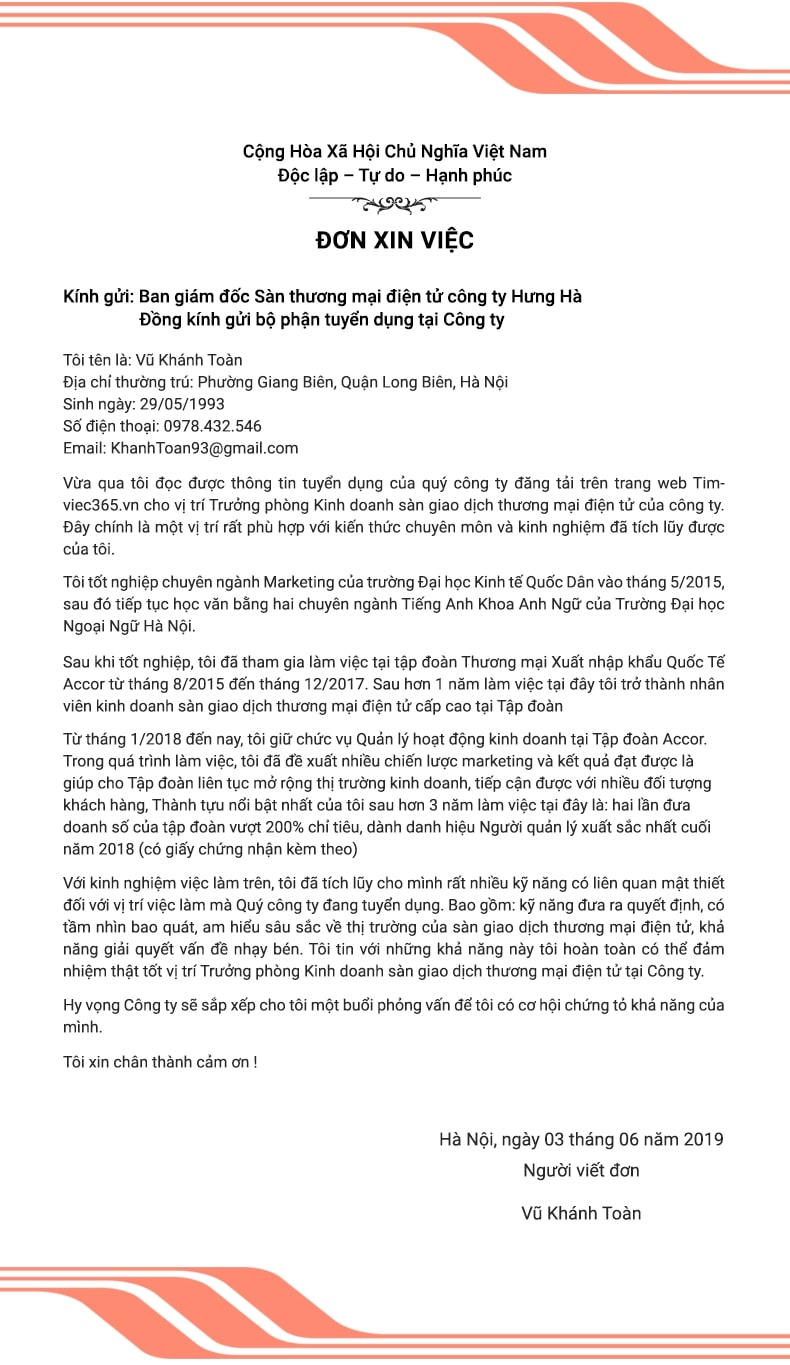 Cộng Hòa Xã Hội Chủ Nghĩa Việt Nam
Độc lập – Tự do – Hạnh phúc
ĐƠN XIN VIỆC
Kính gửi: Ban giám đốc Sàn thương mại điện tử công ty Hưng Hà
Đồng kính gửi bộ phận tuyển dụng tại Công ty
Tôi tên là: Vũ Khánh Toàn
Địa chỉ thường trú: Phường Giang Biên, Quận Long Biên, Hà Nội
Sinh ngày: 29/05/1993
Số điện thoại: 0978.432.546
Email: KhanhToan93@gmail.com
Vừa qua tôi đọc được thông tin tuyển dụng của quý công ty đăng tải trên trang web Tim-
viec365.vn cho vị trí Trưởng phòng Kinh doanh sàn giao dịch thương mại điện tử của công ty.
Đây chính là một vị trí rất phù hợp với kiến thức chuyên môn và kinh nghiệm đã tích lũy được
của tôi.
Tôi tốt nghiệp chuyên ngành Marketing của trường Đại học Kinh tế Quốc Dân vào tháng 5/2015,
sau đó tiếp tục học văn bằng hai chuyên ngành Tiếng Anh Khoa Anh Ngữ của Trường Đại học
Ngoại Ngữ Hà Nội.
Sau khi tốt nghiệp, tôi đã tham gia làm việc tại tập đoàn Thương mại Xuất nhập khẩu Quốc Tế
Accor từ tháng 8/2015 đến tháng 12/2017. Sau hơn 1 năm làm việc tại đây tôi trở thành nhân
viên kinh doanh sàn giao dịch thương mại điện tử cấp cao tại Tập đoàn
Từ tháng 1/2018 đến nay, tôi giữ chức vụ Quản lý hoạt động kinh doanh tại Tập đoàn Accor.
Trong quá trình làm việc, tôi đã đề xuất nhiều chiến lược marketing và kết quả đạt được là
giúp cho Tập đoàn liên tục mở rộng thị trường kinh doanh, tiếp cận được với nhiều đối tượng
khách hàng, Thành tựu nổi bật nhất của tôi sau hơn 3 năm làm việc tại đây là: hai lần đưa
doanh số của tập đoàn vượt 200% chỉ tiêu, dành danh hiệu Người quản lý xuất sắc nhất cuối
năm 2018 (có giấy chứng nhận kèm theo)
Với kinh nghiệm việc làm trên, tôi đã tích lũy cho mình rất nhiều kỹ năng có liên quan mật thiết
đối với vị trí việc làm mà Quý công ty đang tuyển dụng. Bao gồm: kỹ năng đưa ra quyết định, có
tầm nhìn bao quát, am hiểu sâu sắc về thị trường của sàn giao dịch thương mại điện tử, khả
năng giải quyết vấn đề nhạy bén. Tôi tin với những khả năng này tôi hoàn toàn có thể đảm
nhiệm thật tốt vị trí Trưởng phòng Kinh doanh sàn giao dịch thương mại điện tử tại Công ty.
Hy vọng Công ty sẽ sắp xếp cho tôi một buổi phỏng vấn để tôi có cơ hội chứng tỏ khả năng của
mình.
Tôi xin chân thành cảm ơn !
Hà Nội, ngày 03 tháng 06 năm 2019
Người viết đơn
Vũ Khánh Toàn